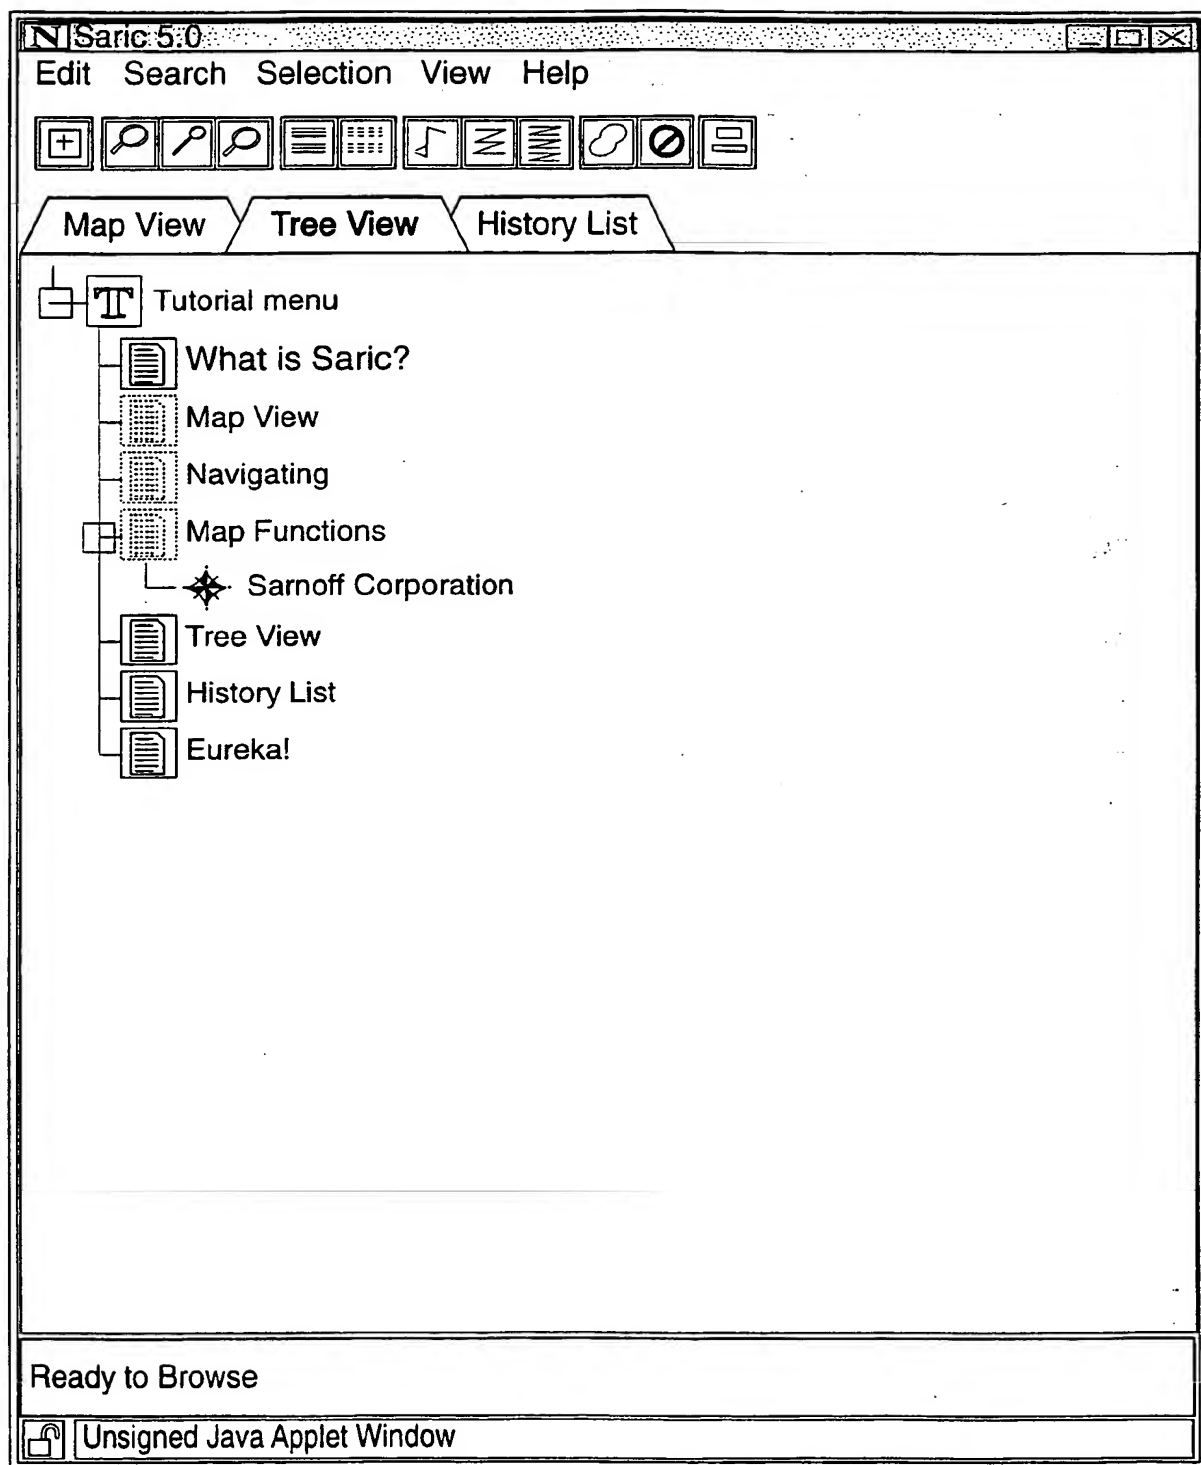 N Saric 5.0
Edit Search Selection View Help
Map View Tree View History List
T Tutorial menu
What is Saric?
Map View
Navigating
Map Functions
Sarnoff Corporation
Tree View
History List
Eureka!
Ready to Browse
Unsigned Java Applet Window